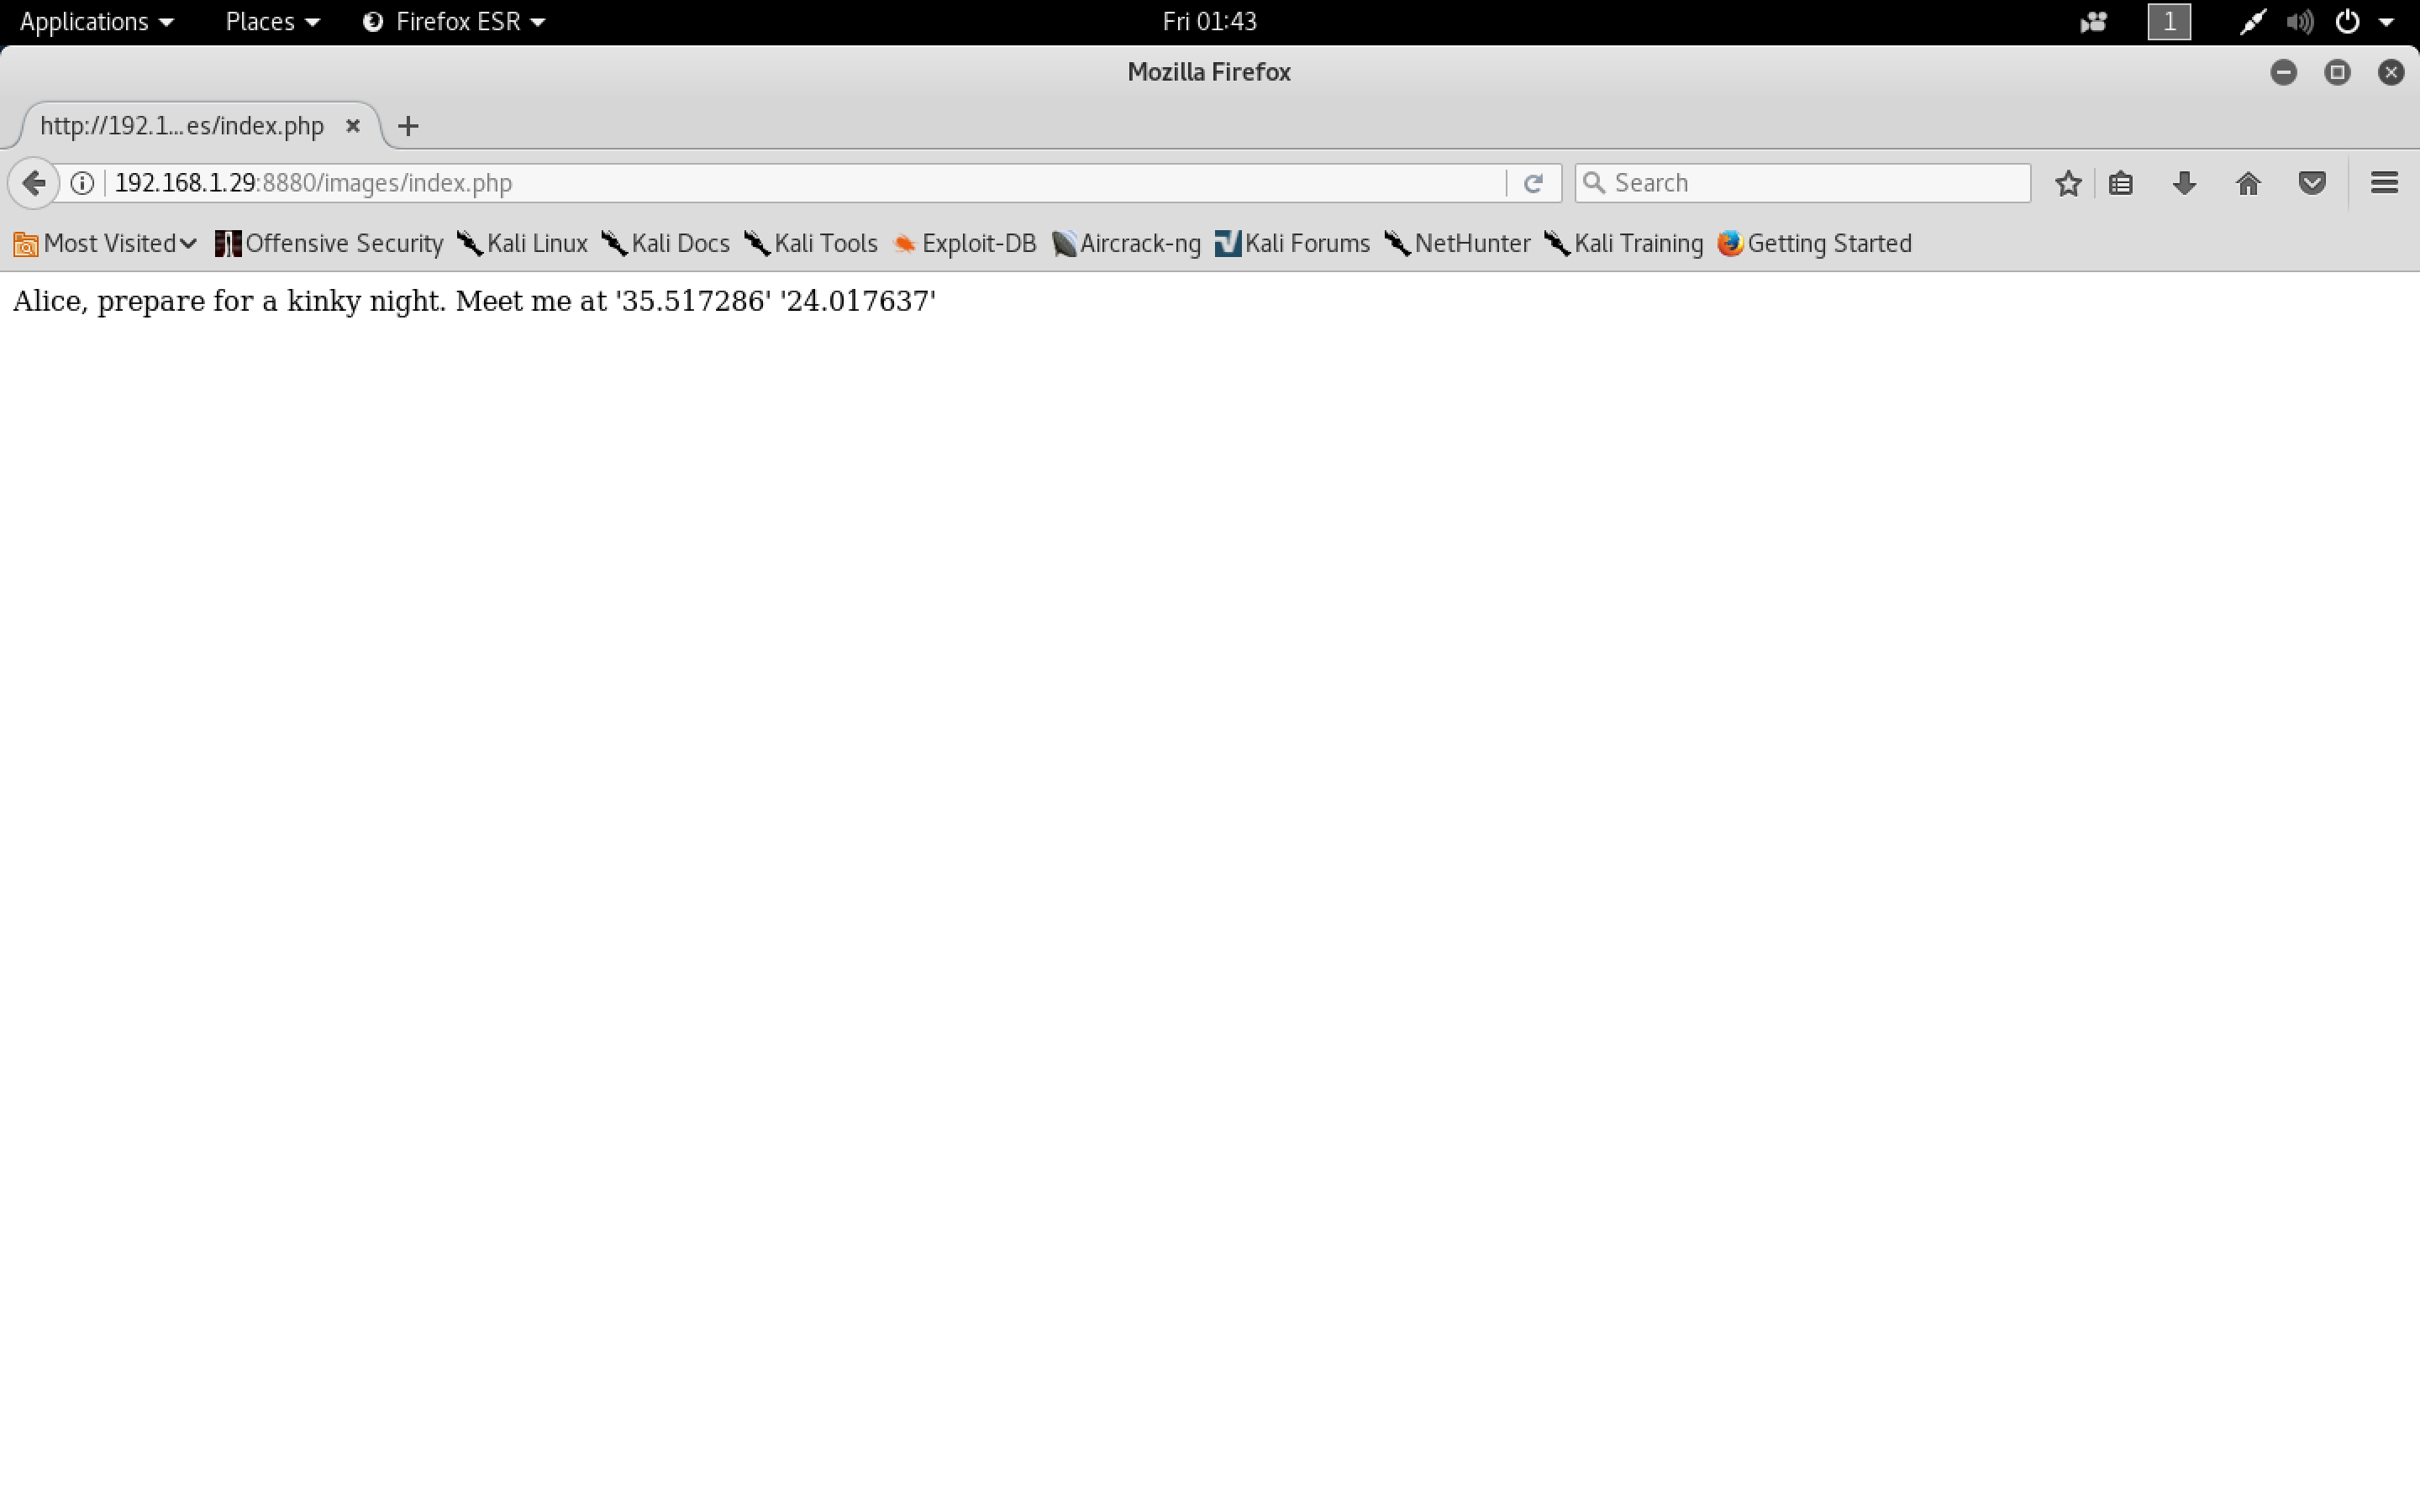 Applications Places Firefox ESR Fri 01:43 1
Mozilla Firefox
http://192.1...es/index.php
192.168.1.29:8880/images/index.php Search
Most Visited Offensive Security Kali Linux Kali Docs Kali Tools Exploit-DB Aircrack-ng Kali Forums NetHunter Kali Training Getting Started
Alice, prepare for a kinky night. Meet me at '35.517286' '24.017637'